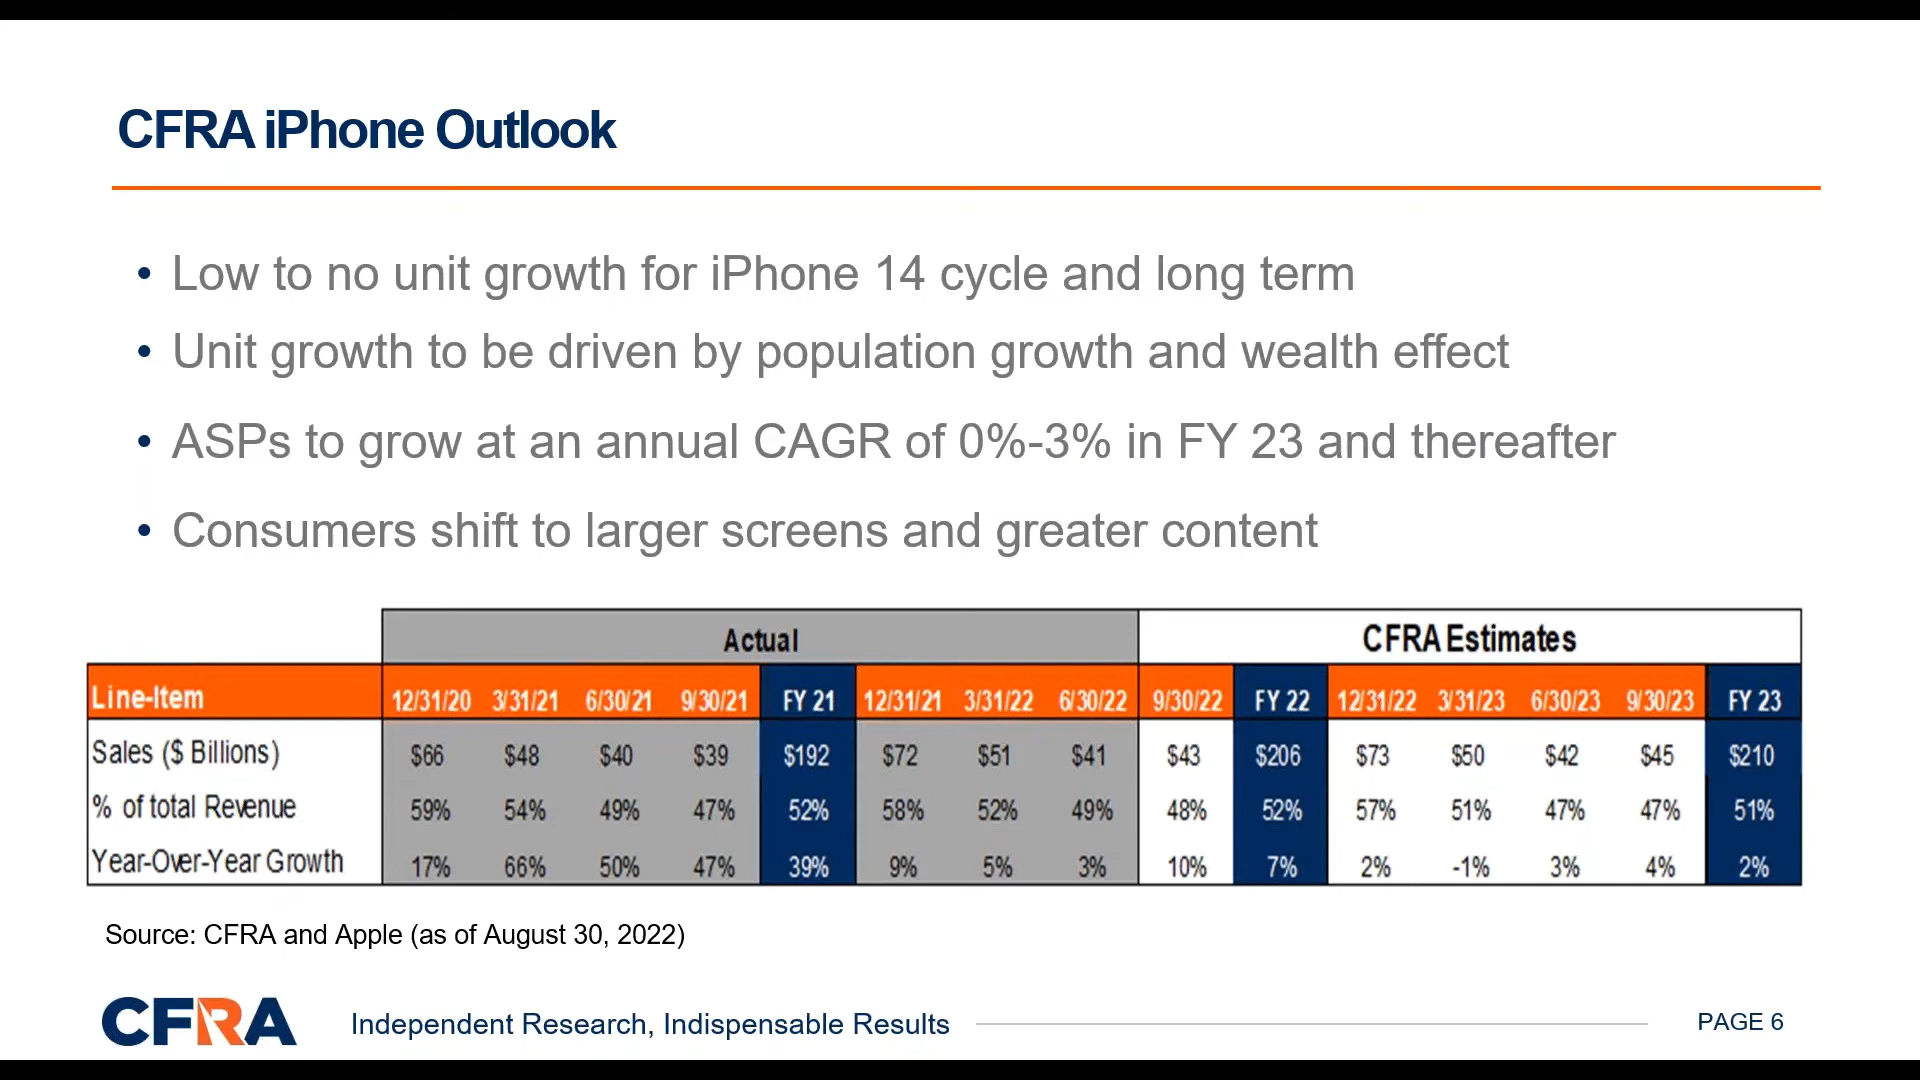 CFRA iPhone Outlook
• Low to no unit growth for iPhone 14 cycle and long term
• Unit growth to be driven by population growth and wealth effect
• ASPs to grow at an annual CAGR of 0%-3% in FY 23 and thereafter
• Consumers shift to larger screens and greater content
Actual CFRA Estimates
Line-Item 12/31/20 3/31/21 6/30/21 9/30/21 FY 21 12/31/21 3/31/22 6/30/22 9/30/22 FY 22 12/31/22 3/31/23 6/30/23 9/30/23 FY 23
Sales ($ Billions) $66 $48 $40 $39 $192 $72 $51 $41 $43 $206 $73 $50 $42 $45 $210
% of total Revenue 59% 54% 49% 47% 52% 58% 52% 49% 48% 52% 57% 51% 47% 47% 51%
Year-Over-Year Growth 17% 66% 50% 47% 39% 9% 5% 3% 10% 7% 2% -1% 3% 4% 2%
Source: CFRA and Apple (as of August 30, 2022)
CFRA Independent Research, Indispensable Results PAGE 6